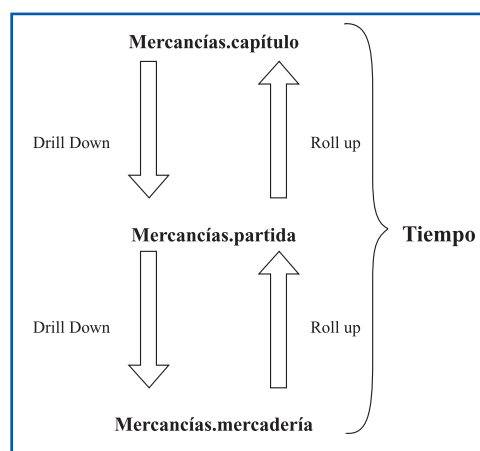 Mercancías.capítulo
Drill Down
Roll up
Mercancías.partida
Tiempo
Drill Down
Roll up
Mercancías.mercadería